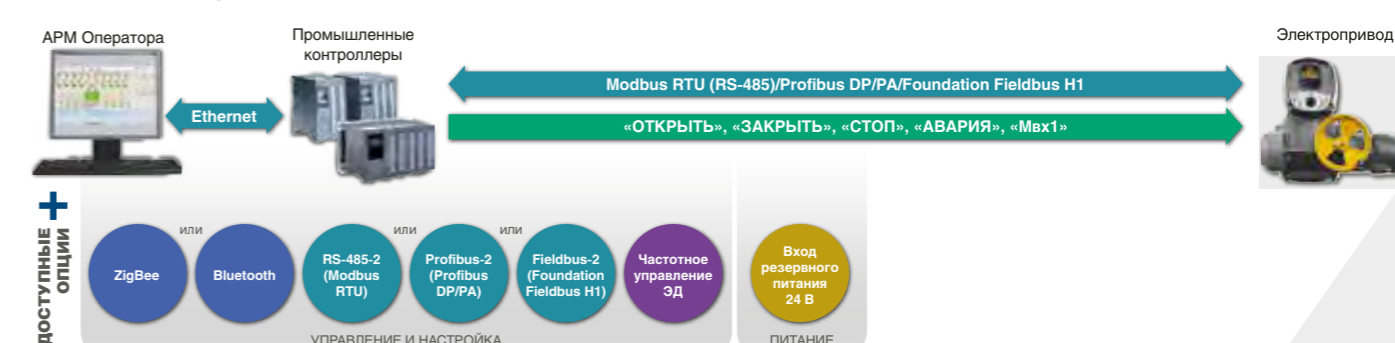 АРМ Оператора
Промышленные
контроллеры
Электропривод
Ethernet
Modbus RTU (RS-485)/Profibus DP/PA/Foundation Fieldbus H1
«ОТКРЫТЬ», «ЗАКРЫТЬ», «СТОП», «АВАРИЯ», «Мвх1»
+
ДОСТУПНЫЕ
ОПЦИИ
ZigBee
или
Bluetooth
RS-485-2
(Modbus
RTU)
или
Profibus-2
(Profibus
DP/PA)
или
Fieldbus-2
(Foundation
Fieldbus H1)
Частотное
управление
ЭД
Вход
резервного
питания
24 В
УПРАВЛЕНИЕ И НАСТРОЙКА
ПИТАНИЕ